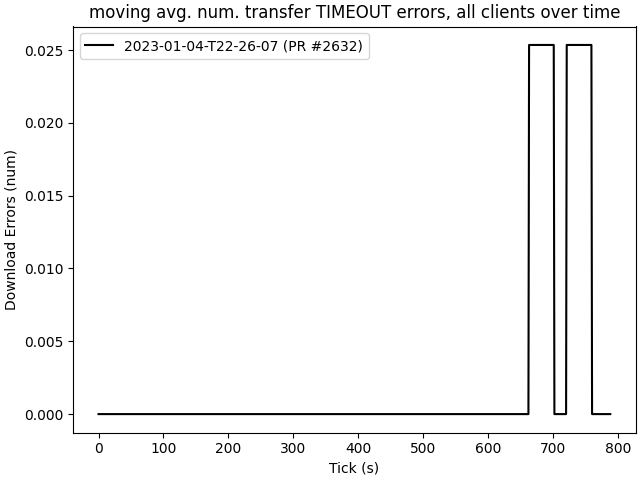 moving avg. num. transfer TIMEOUT errors, all clients over time
2023-01-04-T22-26-07 (PR #2632)
Download Errors (num)
0.025
0.020
0.015
0.010
0.005
0.000
0 100 200 300 400 500 600 700 800
Tick (s)